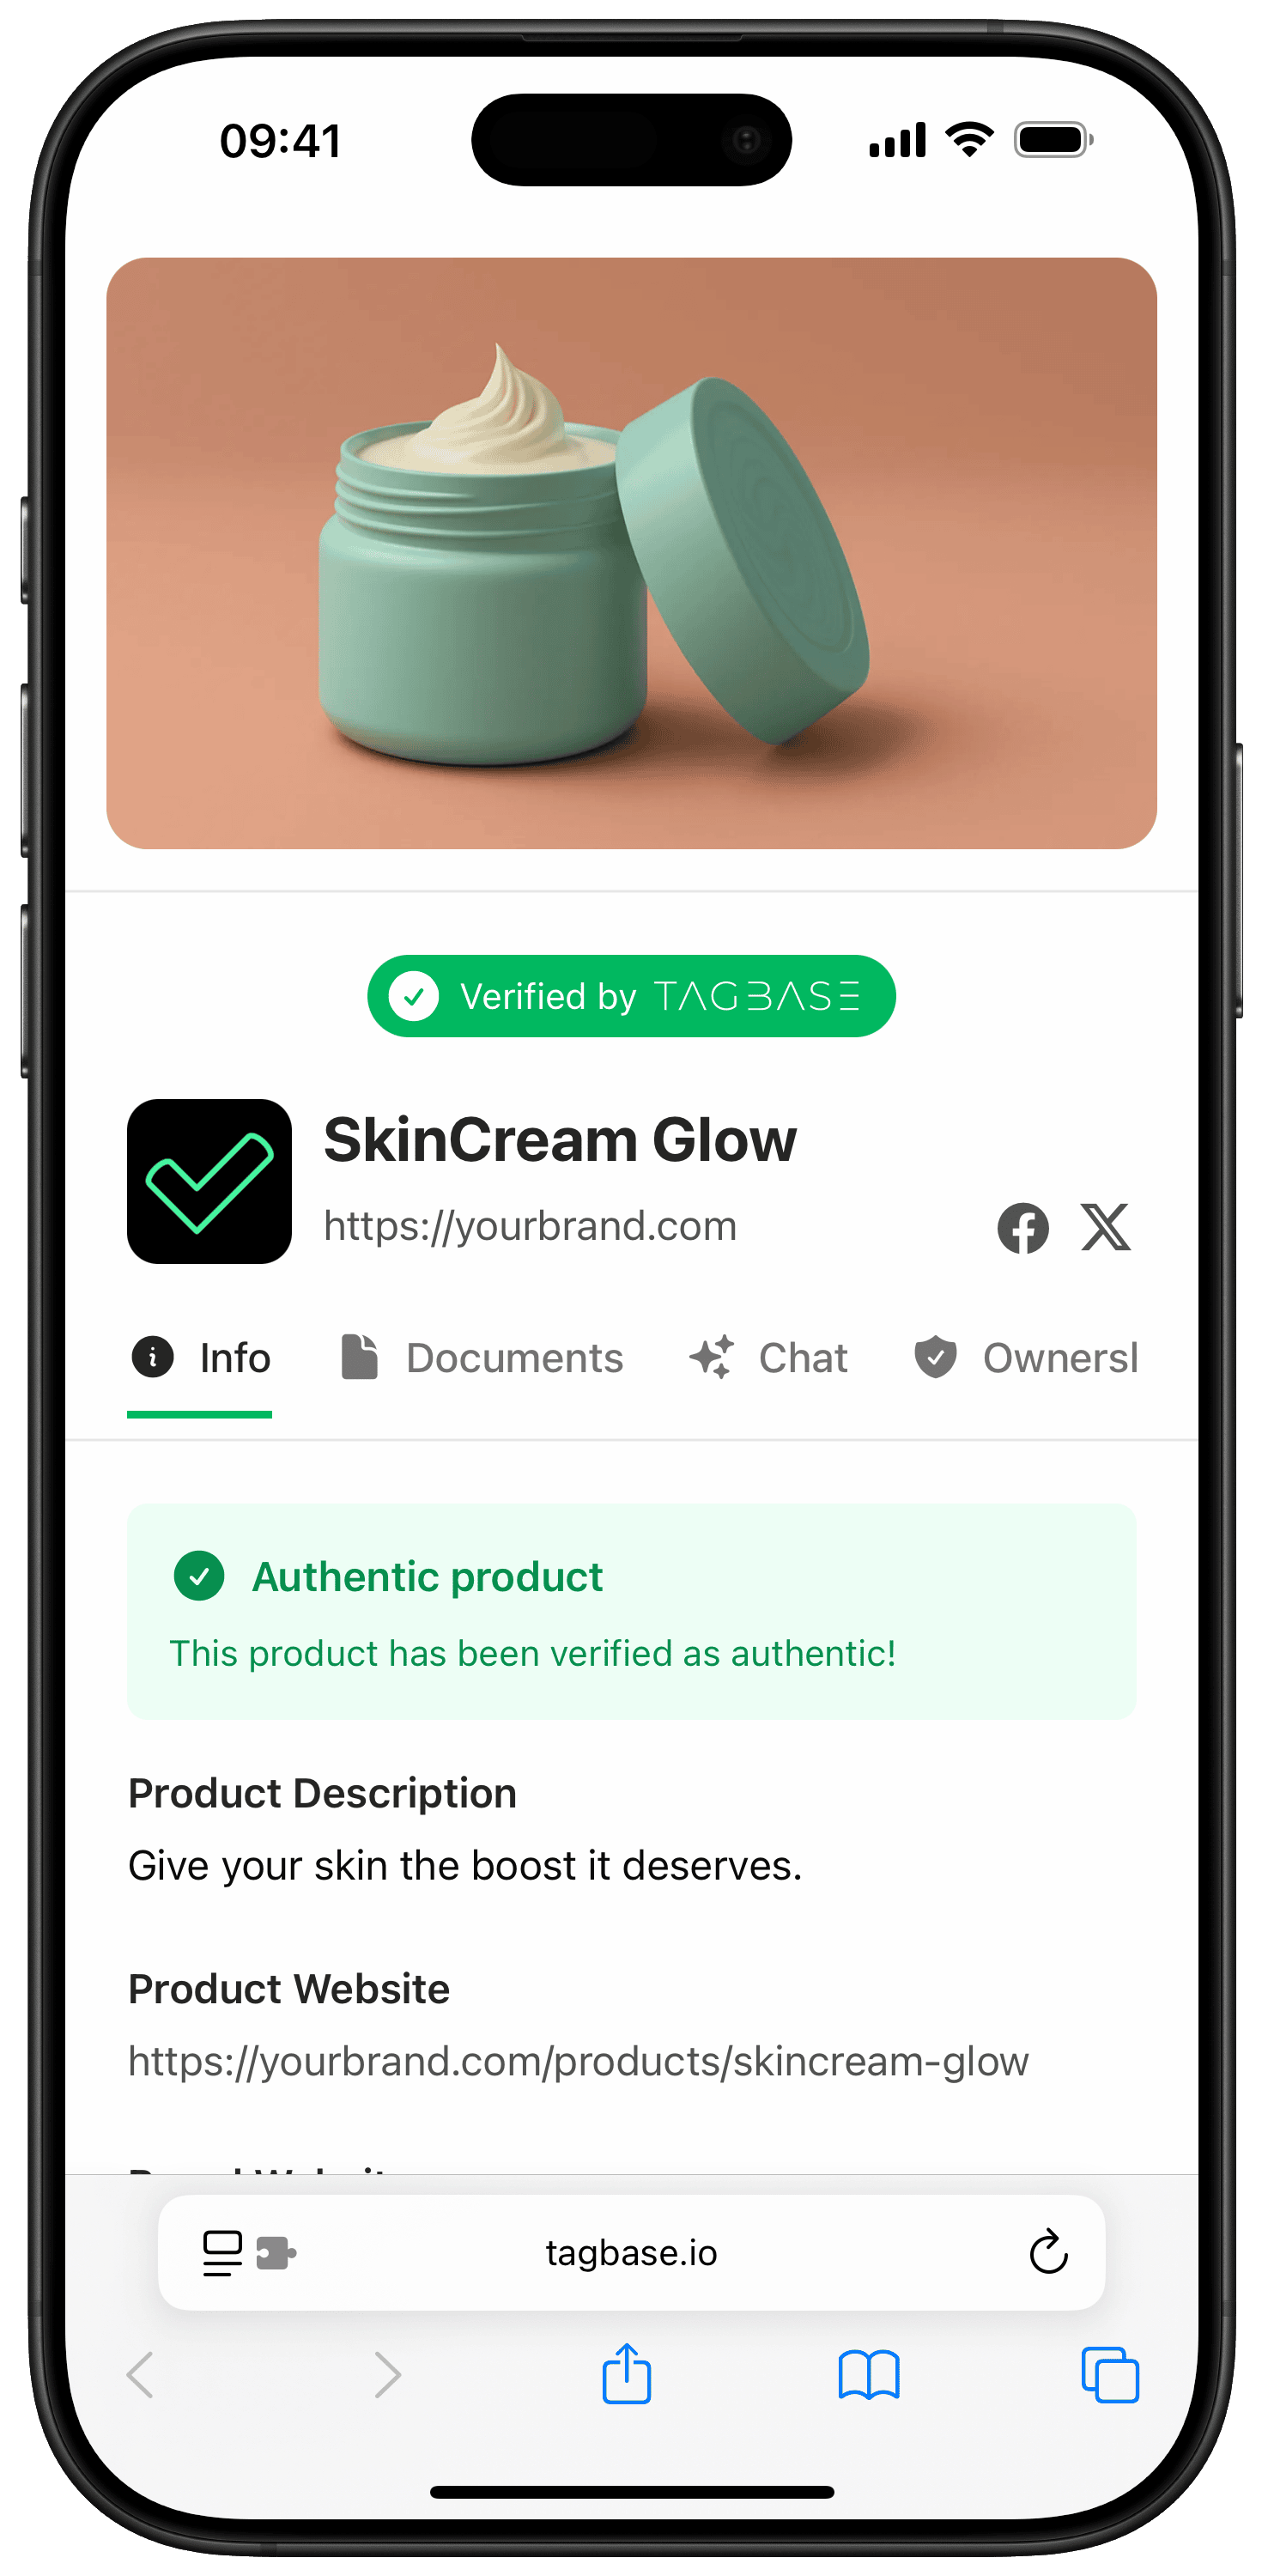 09:41
Verified by TAGBASE
SkinCream Glow
https://yourbrand.com
Info Documents Chat Ownersl
Authentic product
This product has been verified as authentic!
Product Description
Give your skin the boost it deserves.
Product Website
https://yourbrand.com/products/skincream-glow
tagbase.io